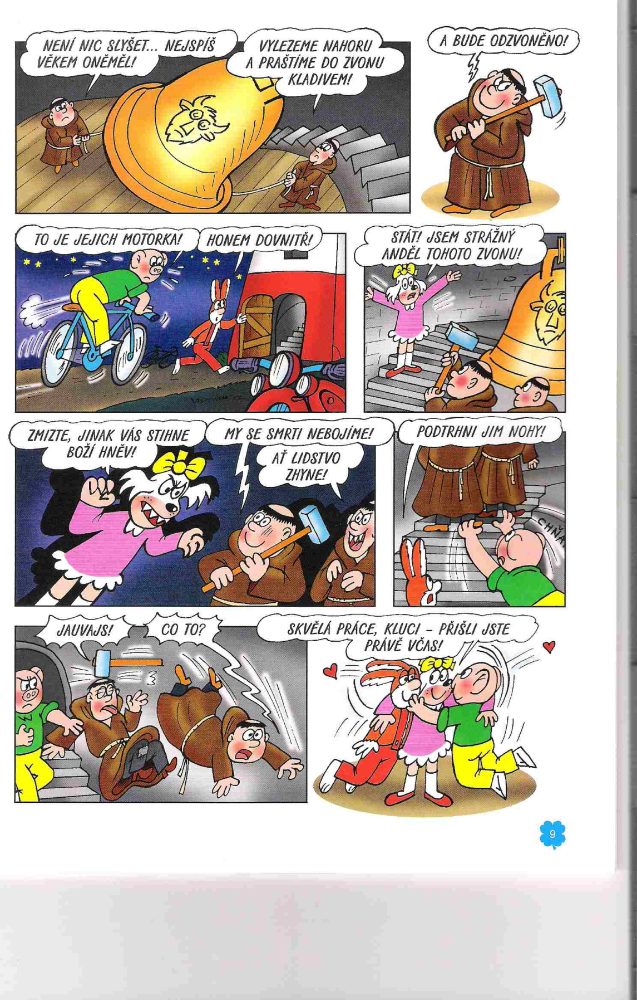 NENÍ NIC SLYŠET... NEJSPÍŠ
VĚKEM ONĚMĚL!
VYLEZEME NAHORU
A PRAŠTÍME DO ZVONU
KLADIVEM!
A BUDE ODZVONĚNO!
TO JE JEJICH MOTORKA!
HONEM DOVNITŘ!
STÁT! JSEM STRÁŽNÝ
ANDĚL TOHOTO ZVONU!
ZMIZTE, JINAK VÁS STIHNE
BOŽÍ HNĚV!
MY SE SMRTI NEBOJÍME!
AŤ LIDSTVO
ZHYNE!
PODTRHNI JIM NOHY!
CHŇAP
JAUVAJS!
CO TO?
SKVĚLÁ PRÁCE, KLUCI – PŘIŠLI JSTE
PRÁVĚ VČAS!
9